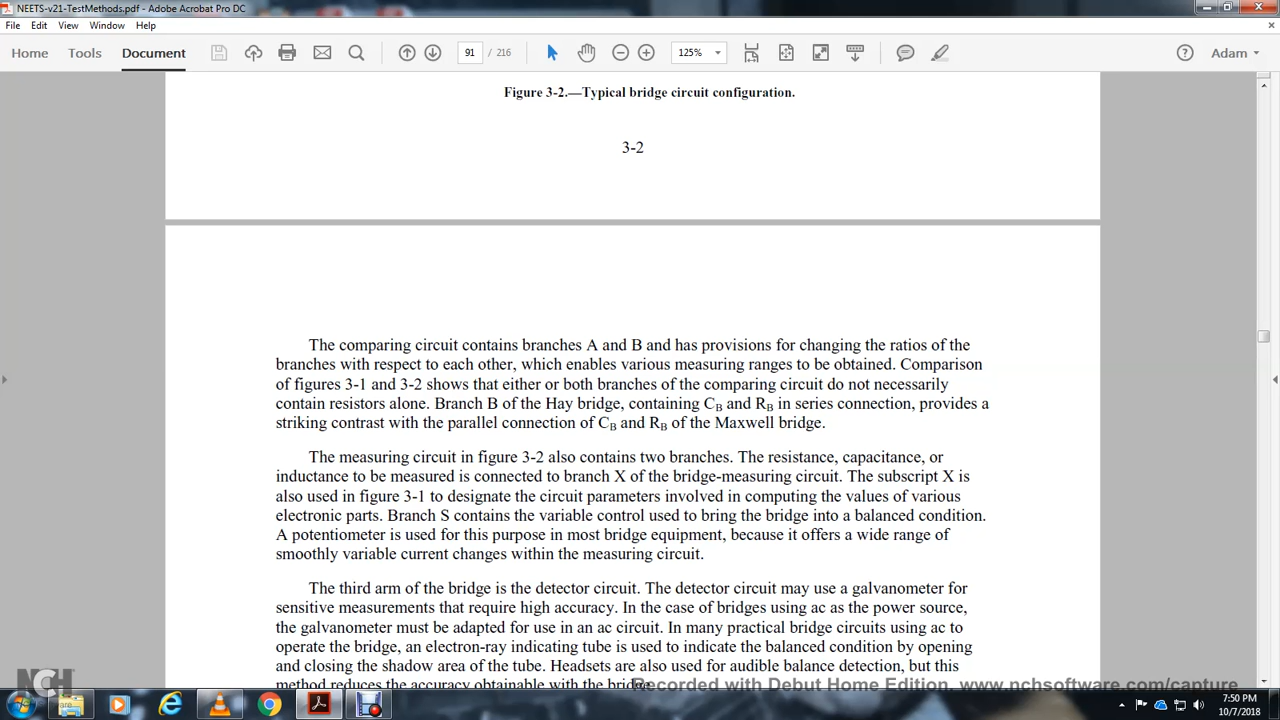 NEETS-v21-TestMethods.pdf - Adobe Acrobat Pro DC
File Edit View Window Help
Home Tools Document 91 / 216 125% Adam
Figure 3-2.—Typical bridge circuit configuration.
3-2
The comparing circuit contains branches A and B and has provisions for changing the ratios of the
branches with respect to each other, which enables various measuring ranges to be obtained. Comparison
of figures 3-1 and 3-2 shows that either or both branches of the comparing circuit do not necessarily
contain resistors alone. Branch B of the Hay bridge, containing CB and RB in series connection, provides a
striking contrast with the parallel connection of CB and RB of the Maxwell bridge.
The measuring circuit in figure 3-2 also contains two branches. The resistance, capacitance, or
inductance to be measured is connected to branch X of the bridge-measuring circuit. The subscript X is
also used in figure 3-1 to designate the circuit parameters involved in computing the values of various
electronic parts. Branch S contains the variable control used to bring the bridge into a balanced condition.
A potentiometer is used for this purpose in most bridge equipment, because it offers a wide range of
smoothly variable current changes within the measuring circuit.
The third arm of the bridge is the detector circuit. The detector circuit may use a galvanometer for
sensitive measurements that require high accuracy. In the case of bridges using ac as the power source,
the galvanometer must be adapted for use in an ac circuit. In many practical bridge circuits using ac to
operate the bridge, an electron-ray indicating tube is used to indicate the balanced condition by opening
and closing the shadow area of the tube. Headsets are also used for audible balance detection, but this
method reduces the accuracy obtainable with the bridge.
Recorded with Debut Home Edition. www.nchsoftware.com/capture
NCH
7:50 PM
10/7/2018